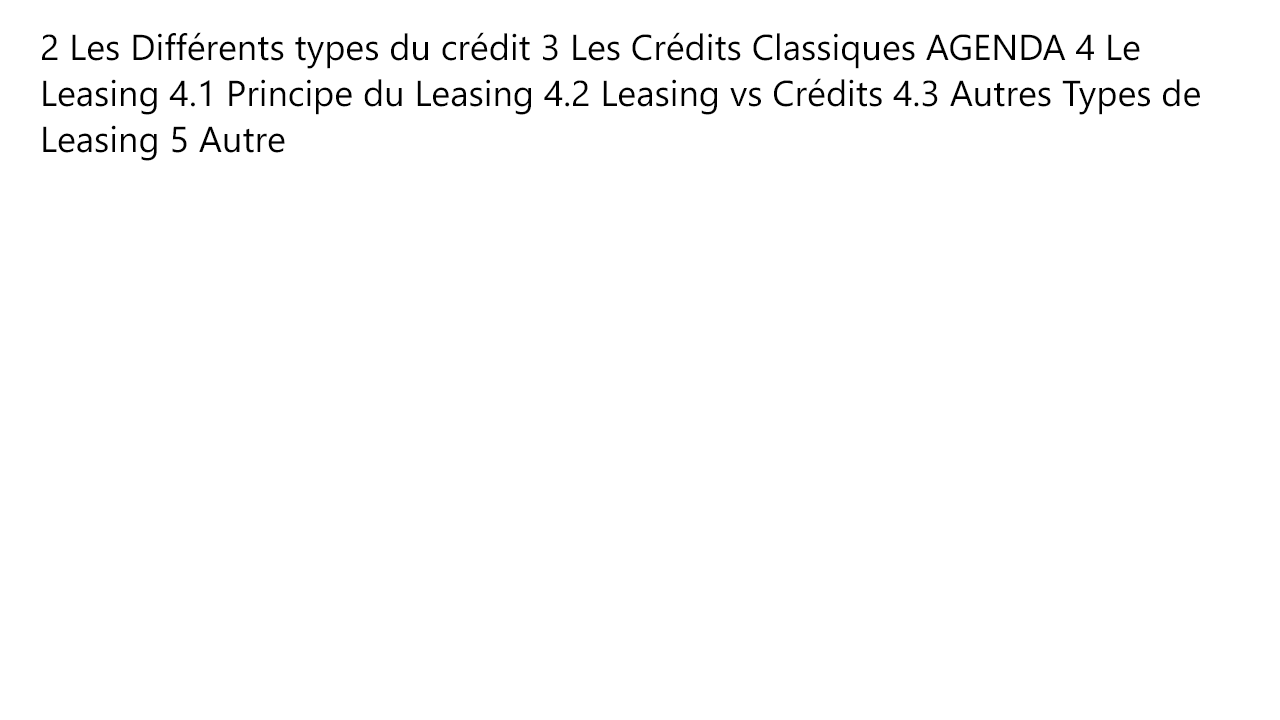 2 Les Différents types du crédit 3 Les Crédits Classiques AGENDA 4 Le
Leasing 4.1 Principe du Leasing 4.2 Leasing vs Crédits 4.3 Autres Types de
Leasing 5 Autre